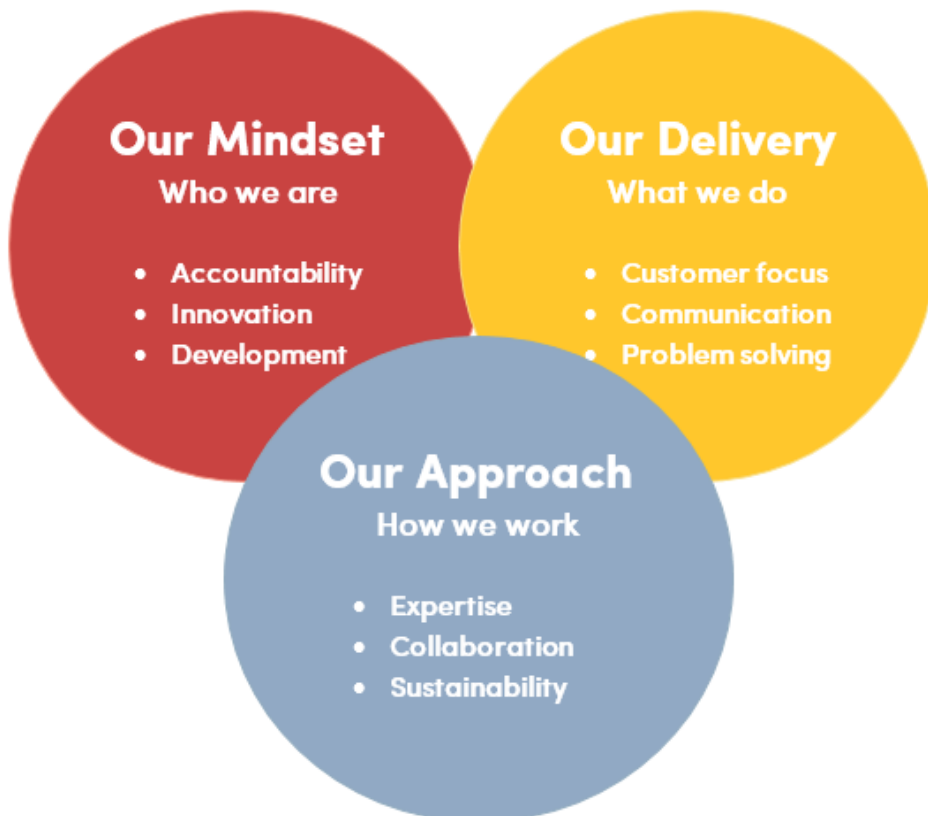 Our Mindset
Who we are
• Accountability
• Innovation
• Development
Our Delivery
What we do
• Customer focus
• Communication
• Problem solving
Our Approach
How we work
• Expertise
• Collaboration
• Sustainability